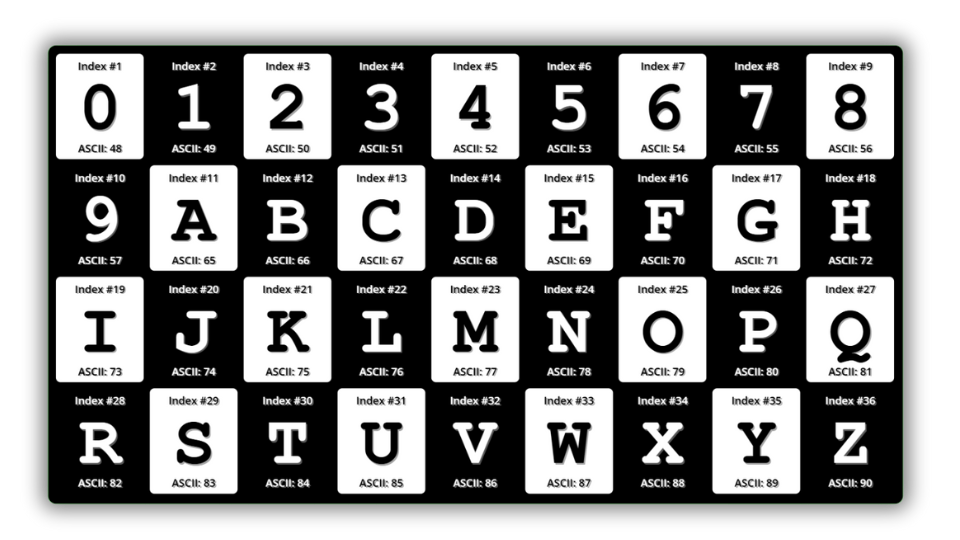 Index #1 Index #2 Index #3 Index #4 Index #5 Index #6 Index #7 Index #8 Index #9
0 1 2 3 4 5 6 7 8
ASCII: 48 ASCII: 49 ASCII: 50 ASCII: 51 ASCII: 52 ASCII: 53 ASCII: 54 ASCII: 55 ASCII: 56
Index #10 Index #11 Index #12 Index #13 Index #14 Index #15 Index #16 Index #17 Index #18
9 A B C D E F G H
ASCII: 57 ASCII: 65 ASCII: 66 ASCII: 67 ASCII: 68 ASCII: 69 ASCII: 70 ASCII: 71 ASCII: 72
Index #19 Index #20 Index #21 Index #22 Index #23 Index #24 Index #25 Index #26 Index #27
I J K L M N O P Q
ASCII: 73 ASCII: 74 ASCII: 75 ASCII: 76 ASCII: 77 ASCII: 78 ASCII: 79 ASCII: 80 ASCII: 81
Index #28 Index #29 Index #30 Index #31 Index #32 Index #33 Index #34 Index #35 Index #36
R S T U V W X Y Z
ASCII: 82 ASCII: 83 ASCII: 84 ASCII: 85 ASCII: 86 ASCII: 87 ASCII: 88 ASCII: 89 ASCII: 90